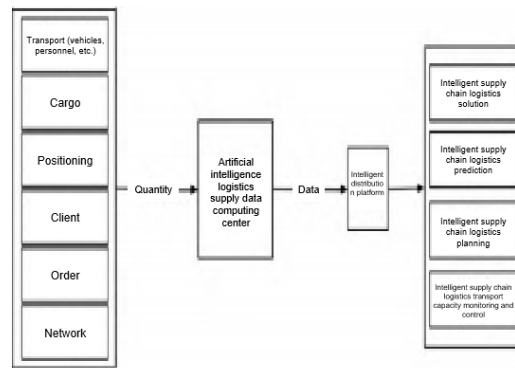 Transport (vehicles,
personnel, etc.)
Cargo
Positioning
Client
Order
Network
Quantity
Artificial
intelligence
logistics
supply data
computing
center
Data
Intelligent
distributio
n platform
Intelligent supply
chain logistics
solution
Intelligent supply
chain logistics
prediction
Intelligent supply
chain logistics
planning
Intelligent supply chain
logistics transport
capacity monitoring and
control